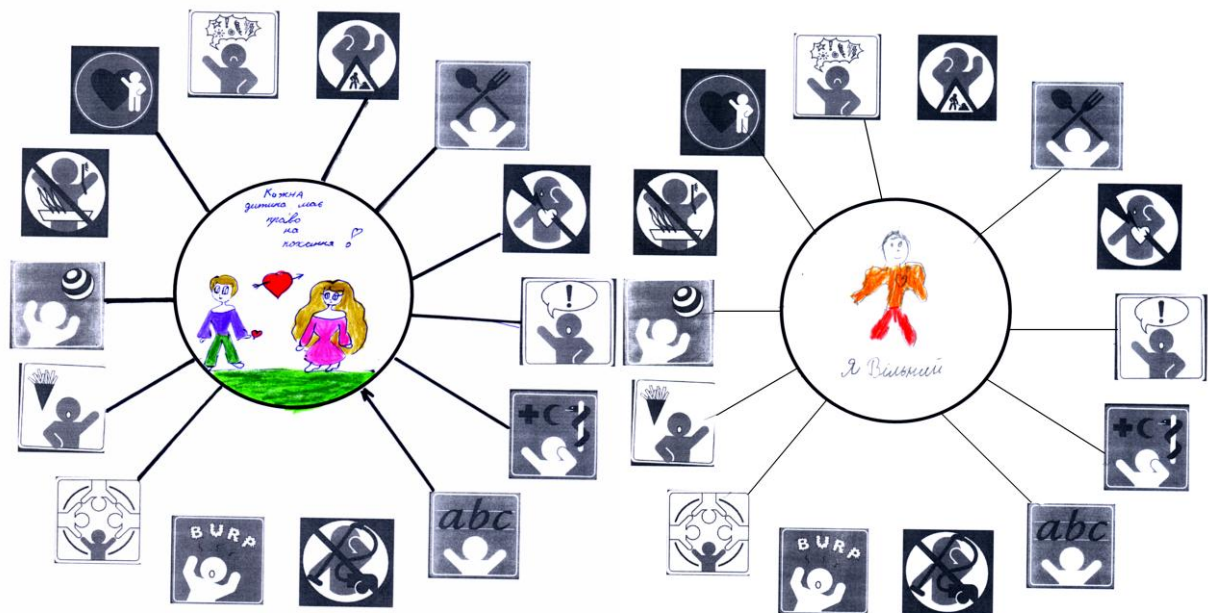 Кожна
дитина має
право
на
кохання !
!
BURP
abc
Я Вільний
!
BURP
abc